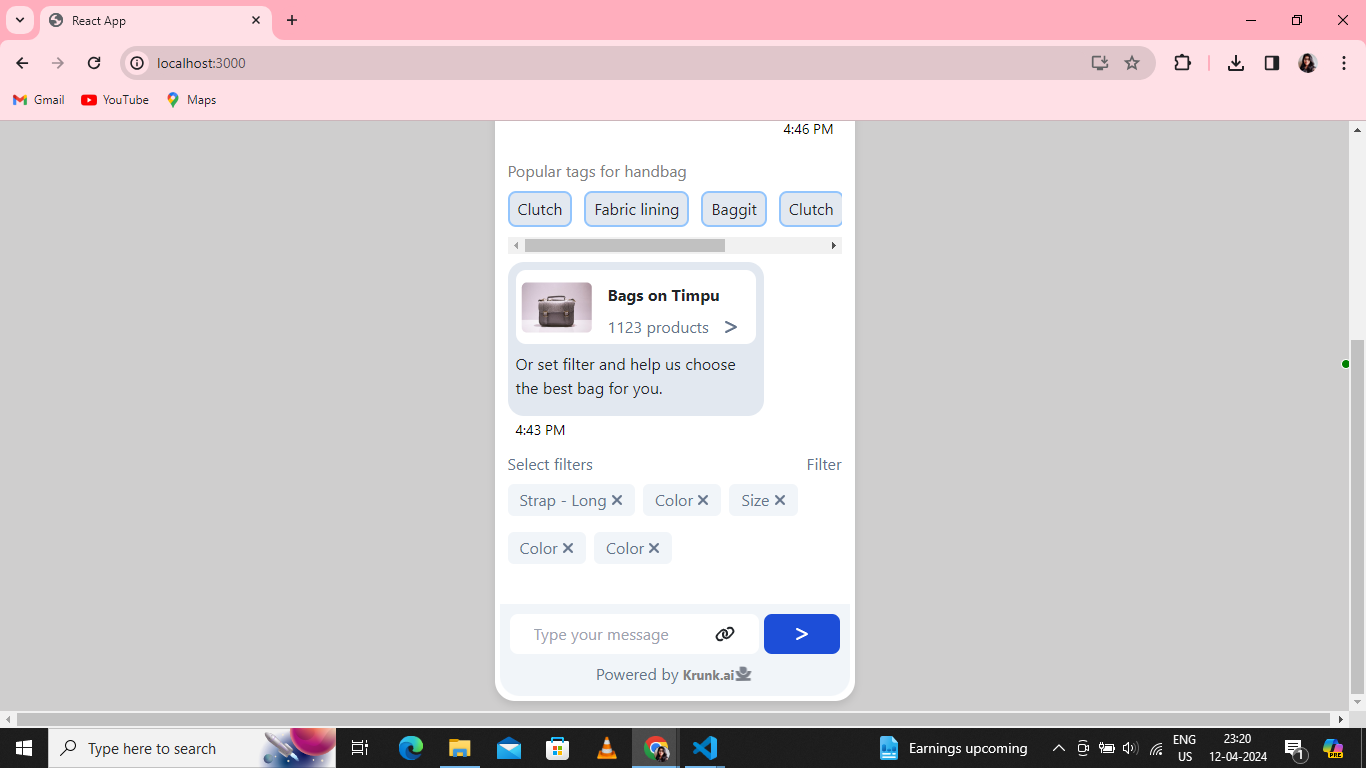 React App
localhost:3000
Gmail
YouTube
Maps
4:46 PM
Popular tags for handbag
Clutch
Fabric lining
Baggit
Clutch
Bags on Timpu
1123 products >
Or set filter and help us choose
the best bag for you.
4:43 PM
Select filters
Filter
Strap - Long ×
Color ×
Size ×
Color ×
Color ×
Type your message
>
Powered by Krunk.ai
Type here to search
Earnings upcoming
ENG
US
23:20
12-04-2024
1
PRE